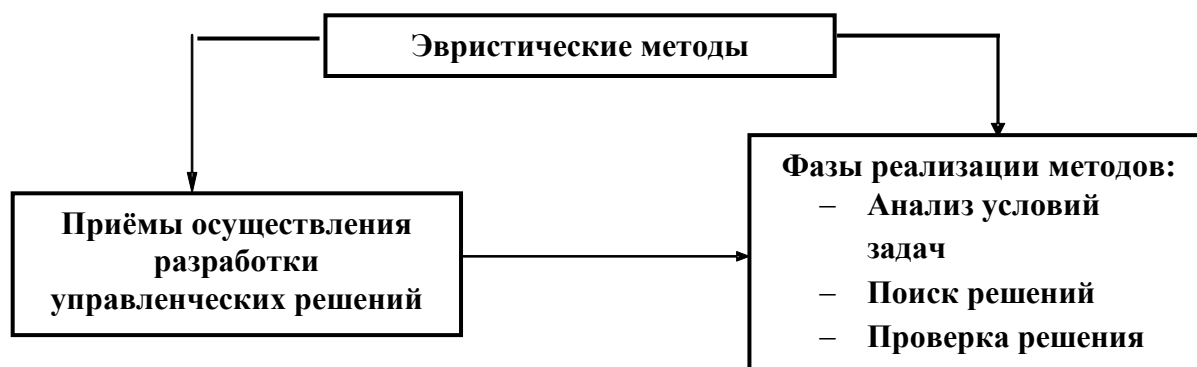 Эвристические методы
Приёмы осуществления
разработки
управленческих решений
Фазы реализации методов:
– Анализ условий
задач
– Поиск решений
– Проверка решения